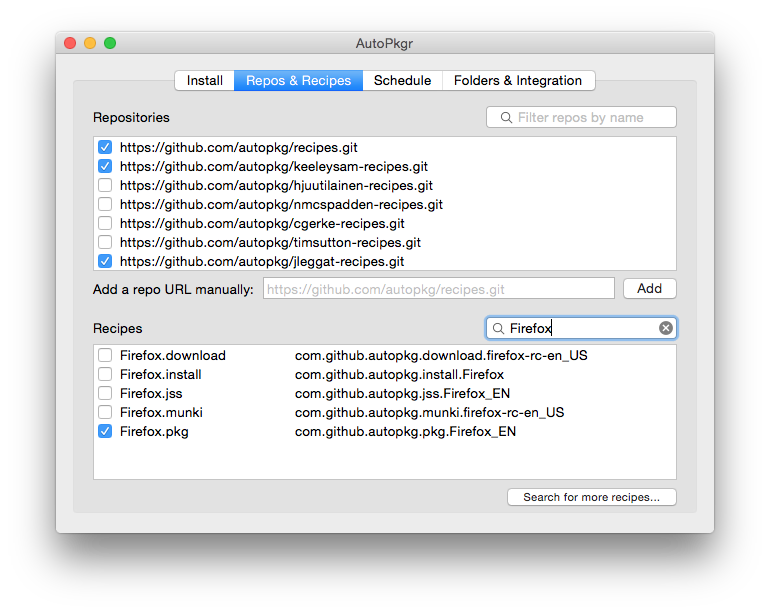 AutoPkgr
Install Repos & Recipes Schedule Folders & Integration
Repositories Filter repos by name
https://github.com/autopkg/recipes.git
https://github.com/autopkg/keeleysam-recipes.git
https://github.com/autopkg/hjuutilainen-recipes.git
https://github.com/autopkg/nmcspadden-recipes.git
https://github.com/autopkg/cgerke-recipes.git
https://github.com/autopkg/timsutton-recipes.git
https://github.com/autopkg/jleggat-recipes.git
Add a repo URL manually: https://github.com/autopkg/recipes.git Add
Recipes Firefox
Firefox.download com.github.autopkg.download.firefox-rc-en_US
Firefox.install com.github.autopkg.install.Firefox
Firefox.jss com.github.autopkg.jss.Firefox_EN
Firefox.munki com.github.autopkg.munki.firefox-rc-en_US
Firefox.pkg com.github.autopkg.pkg.Firefox_EN
Search for more recipes...